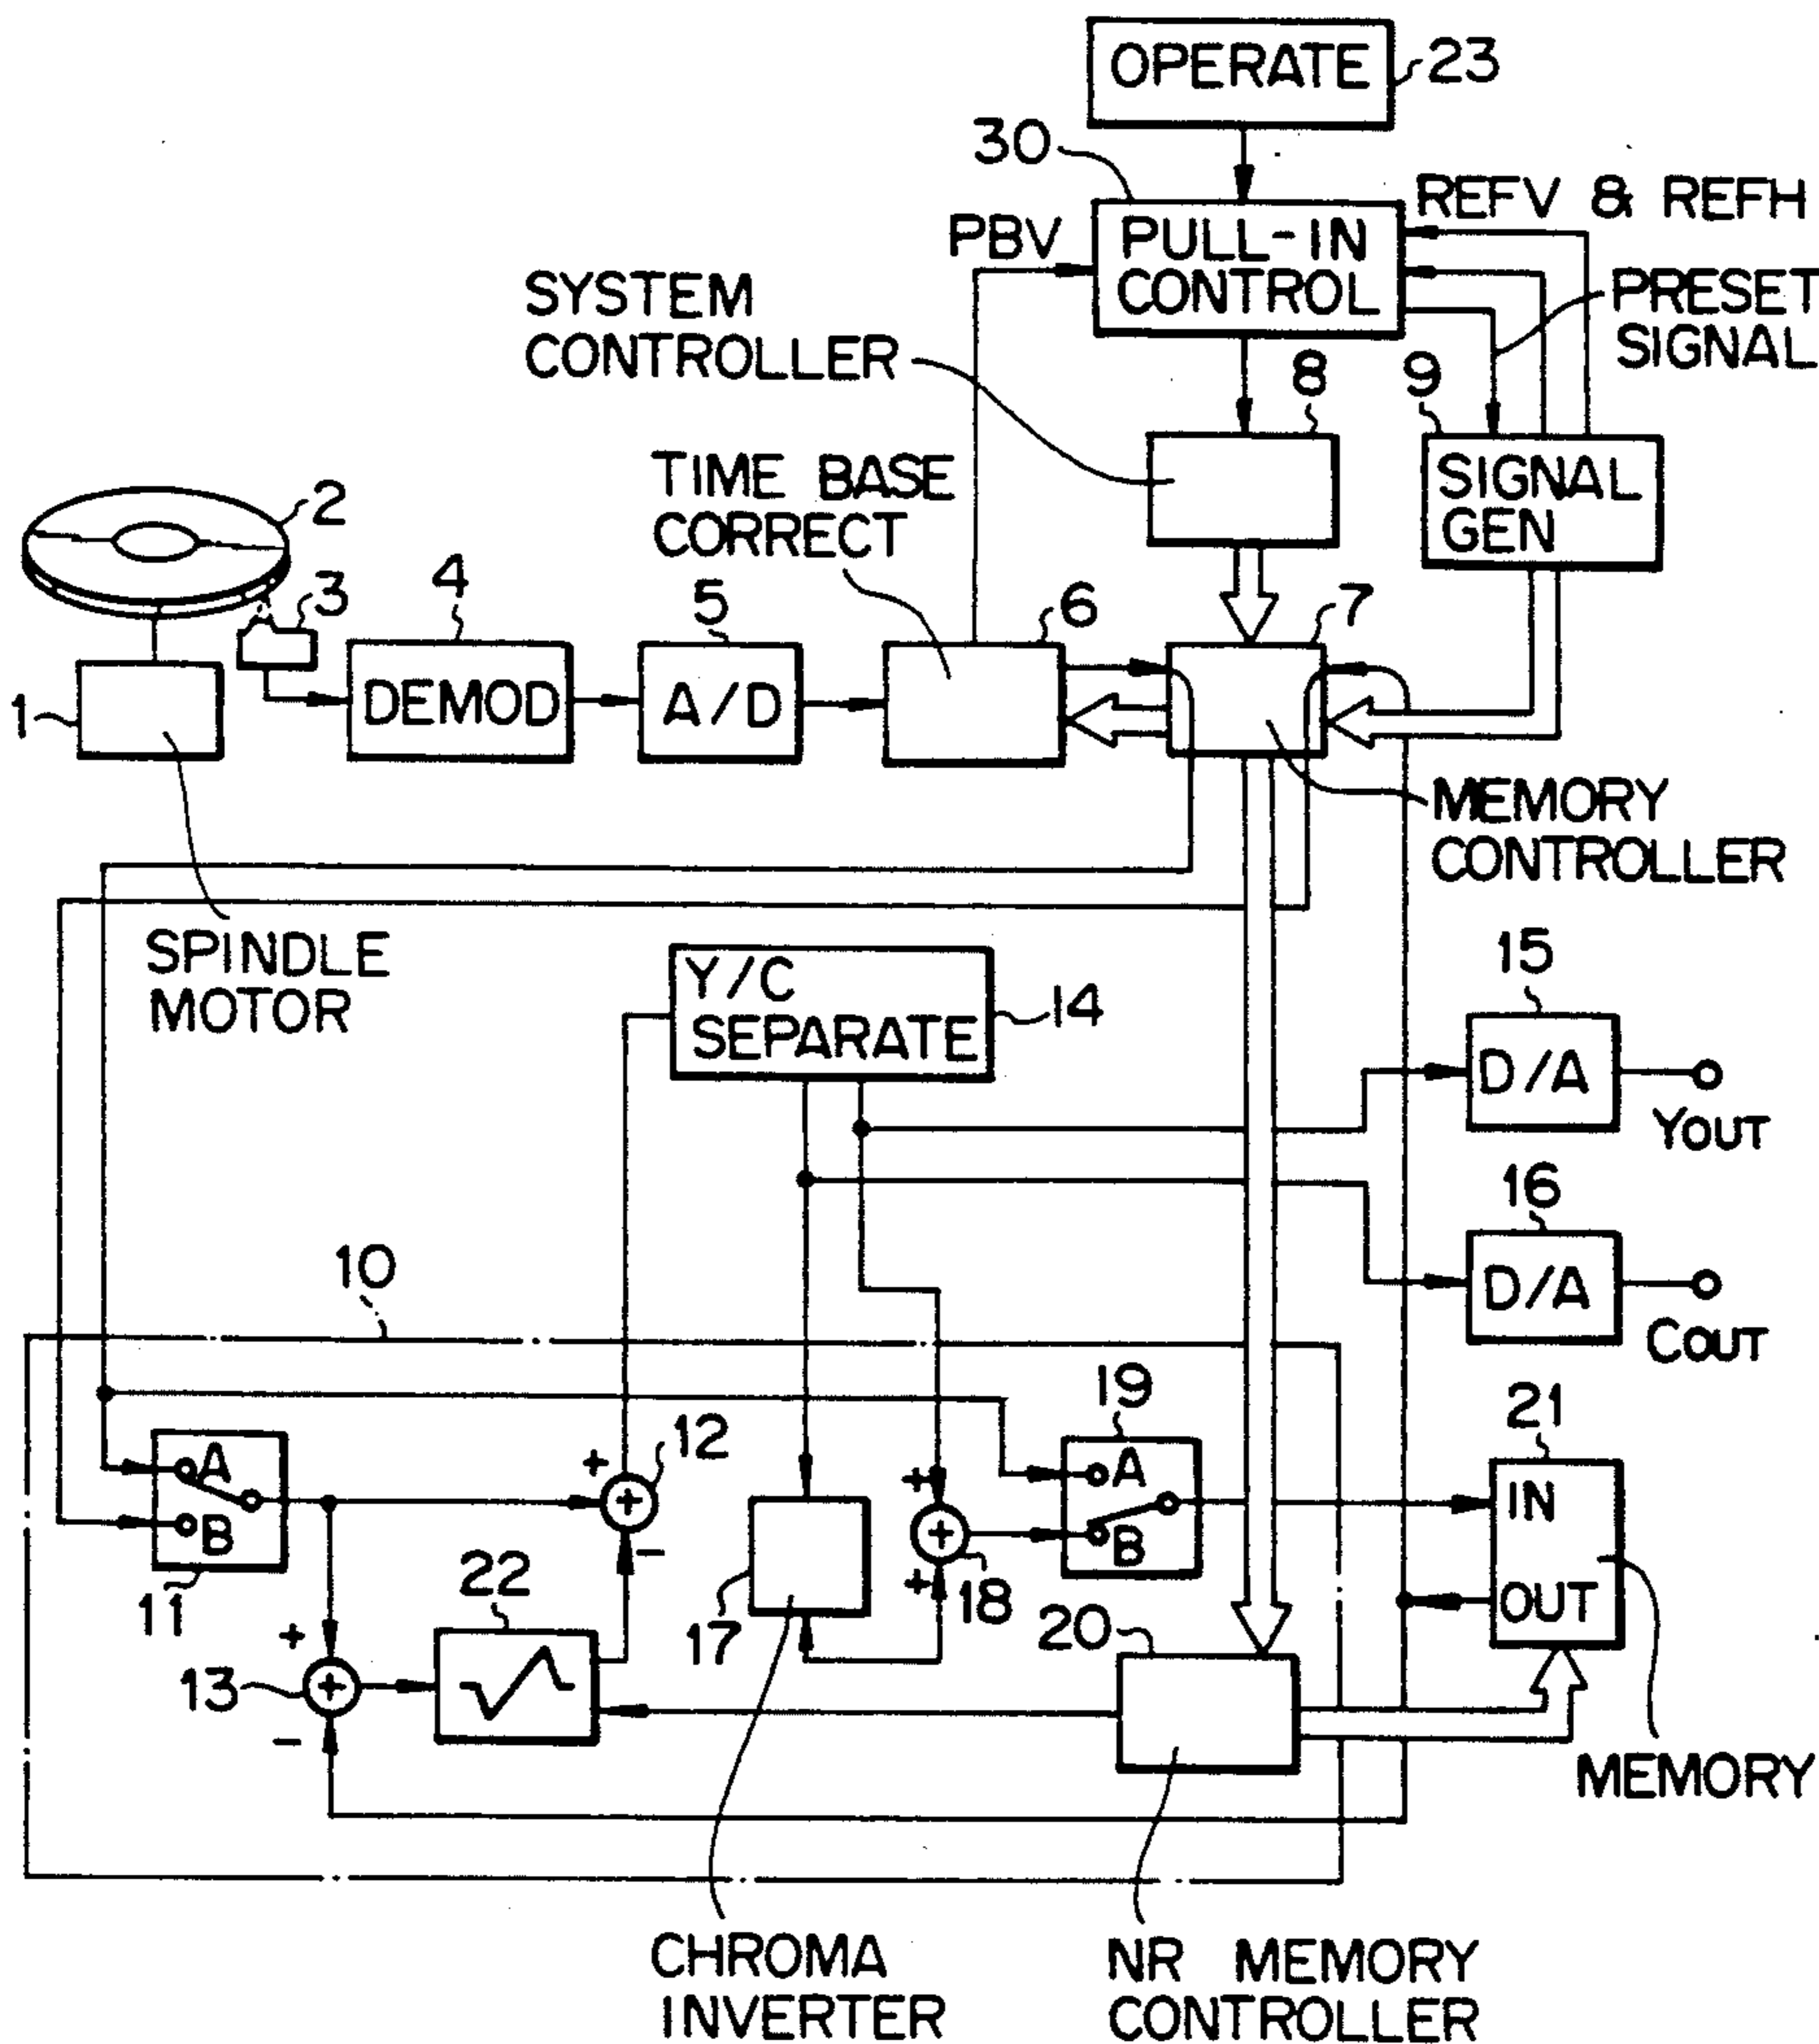 OPERATE
23
30
REFV & REFH
PBV
PULL-IN
CONTROL
PRESET
SIGNAL
SYSTEM
CONTROLLER
8
9
SIGNAL
GEN
TIME BASE
CORRECT
2
3
4
5
6
7
1
DEMOD
A/D
MEMORY
CONTROLLER
SPINDLE
MOTOR
Y/C
SEPARATE
14
15
D/A
YOUT
16
D/A
COUT
10
11
A
B
+
+
12
-
19
A
B
21
IN
OUT
22
+
13
+
-
17
+
+
+
18
20
MEMORY
CHROMA
INVERTER
NR MEMORY
CONTROLLER